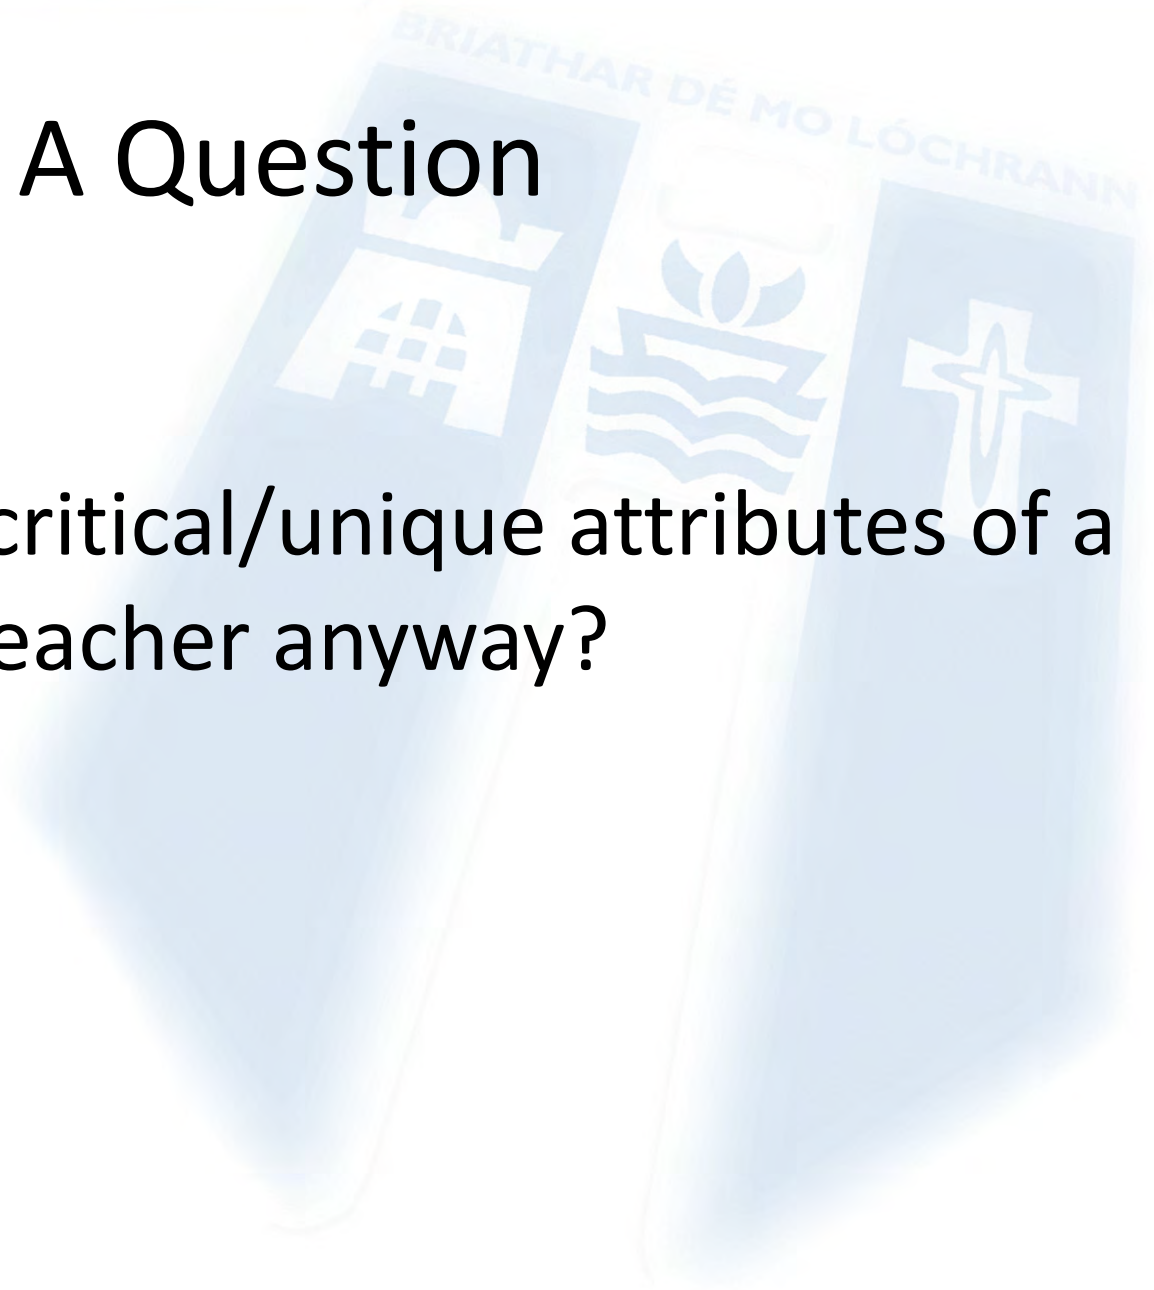 BRIATHAR DÉ MO LÓCHRANN
A Question
critical/unique attributes of a
eacher anyway?